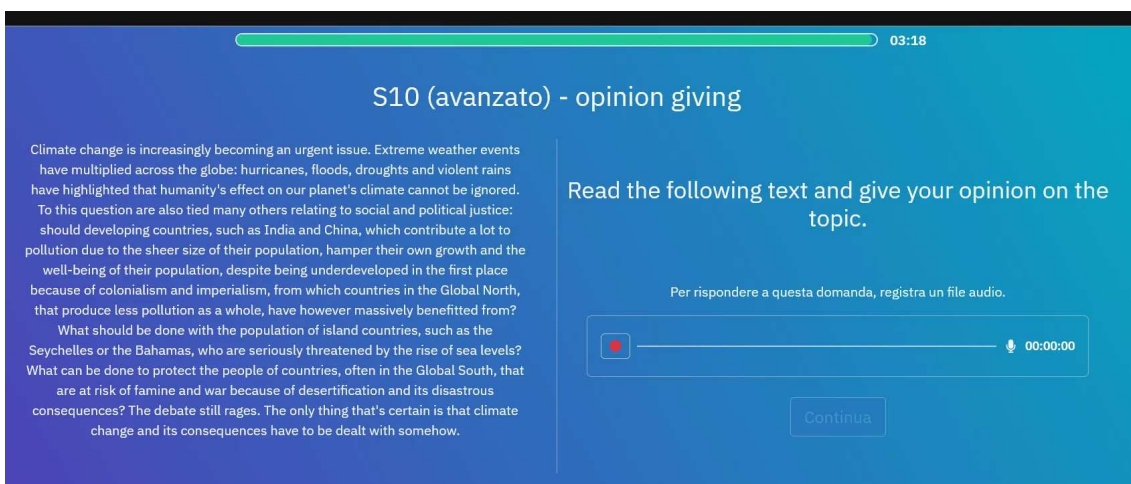 03:18
S10 (avanzato) - opinion giving
Climate change is increasingly becoming an urgent issue. Extreme weather events
have multiplied across the globe: hurricanes, floods, droughts and violent rains
have highlighted that humanity's effect on our planet's climate cannot be ignored.
To this question are also tied many others relating to social and political justice:
should developing countries, such as India and China, which contribute a lot to
pollution due to the sheer size of their population, hamper their own growth and the
well-being of their population, despite being underdeveloped in the first place
because of colonialism and imperialism, from which countries in the Global North,
that produce less pollution as a whole, have however massively benefitted from?
What should be done with the population of island countries, such as the
Seychelles or the Bahamas, who are seriously threatened by the rise of sea levels?
What can be done to protect the people of countries, often in the Global South, that
are at risk of famine and war because of desertification and its disastrous
consequences? The debate still rages. The only thing that's certain is that climate
change and its consequences have to be dealt with somehow.
Read the following text and give your opinion on the
topic.
Per rispondere a questa domanda, registra un file audio.
00:00:00
Continua